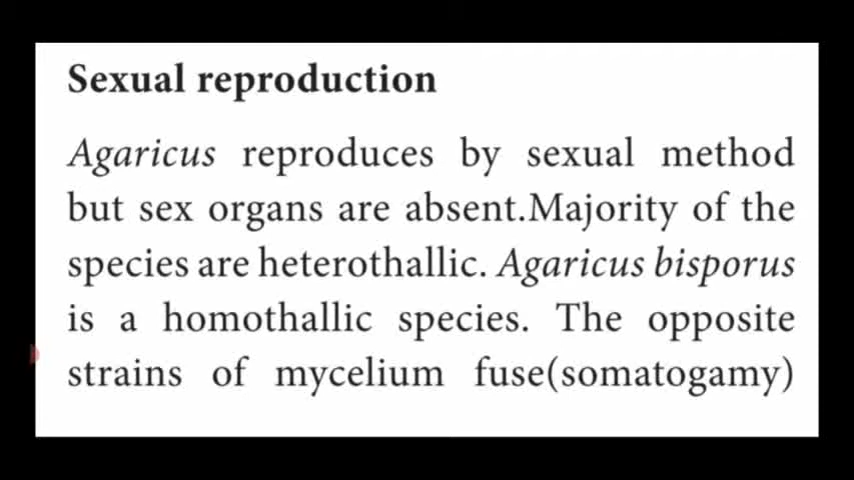 Sexual reproduction
Agaricus reproduces by sexual method
but sex organs are absent.Majority of the
species are heterothallic. Agaricus bisporus
is a homothallic species. The opposite
strains of mycelium fuse(somatogamy)